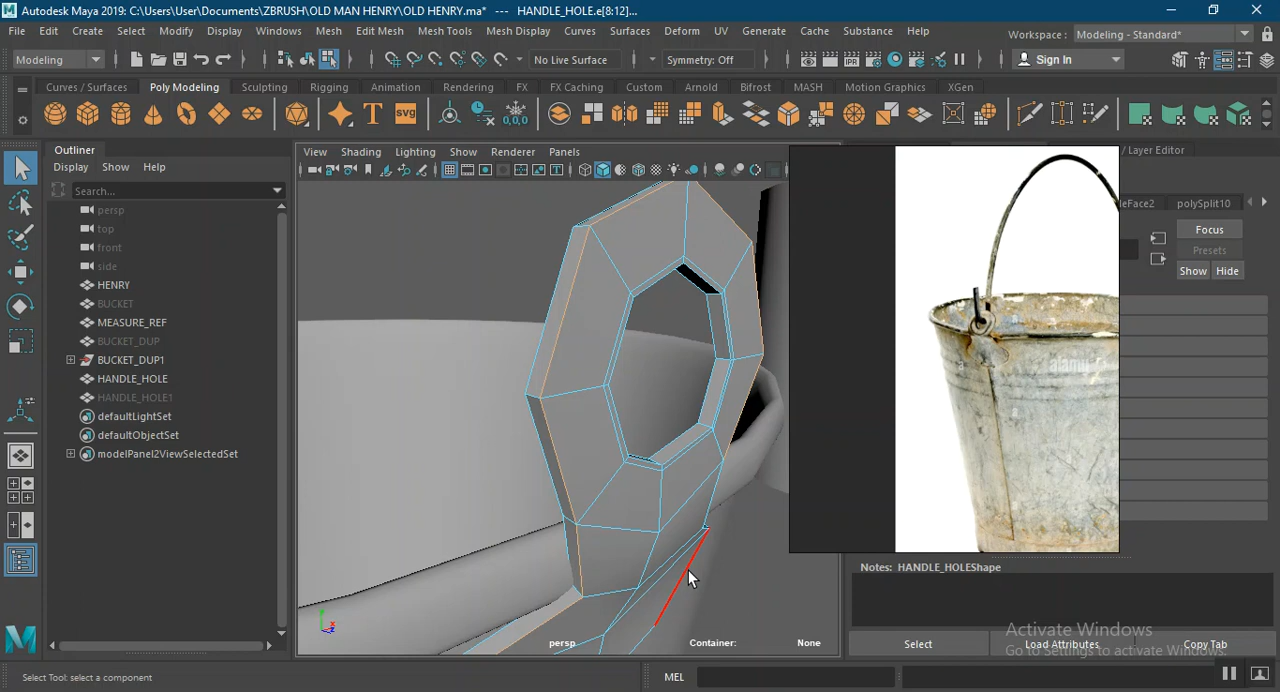 Autodesk Maya 2019: C:\Users\User\Documents\ZBRUSH\OLD MAN HENRY\OLD HENRY.ma* --- HANDLE_HOLE.e[8:12]...
File Edit Create Select Modify Display Windows Mesh Edit Mesh Mesh Tools Mesh Display Curves Surfaces Deform UV Generate Cache Substance Help
Workspace : Modeling - Standard*
Modeling No Live Surface Symmetry: Off Sign In
Curves / Surfaces Poly Modeling Sculpting Rigging Animation Rendering FX FX Caching Custom Arnold Bifrost MASH Motion Graphics XGen
SVG 0,0,0
Outliner
Display Show Help
Search...
persp
top
front
side
HENRY
BUCKET
MEASURE_REF
BUCKET_DUP
BUCKET_DUP1
HANDLE_HOLE
HANDLE_HOLE1
defaultLightSet
defaultObjectSet
modelPanel2ViewSelectedSet
View Shading Lighting Show Renderer Panels
persp Container: None
/ Layer Editor
leFace2 polySplit10
Focus
Presets
Show Hide
alamy
a
a
a
Notes: HANDLE_HOLEShape
Select Load Attributes Copy Tab
Activate Windows
Go to Settings to activate Windows.
Select Tool: select a component
MEL